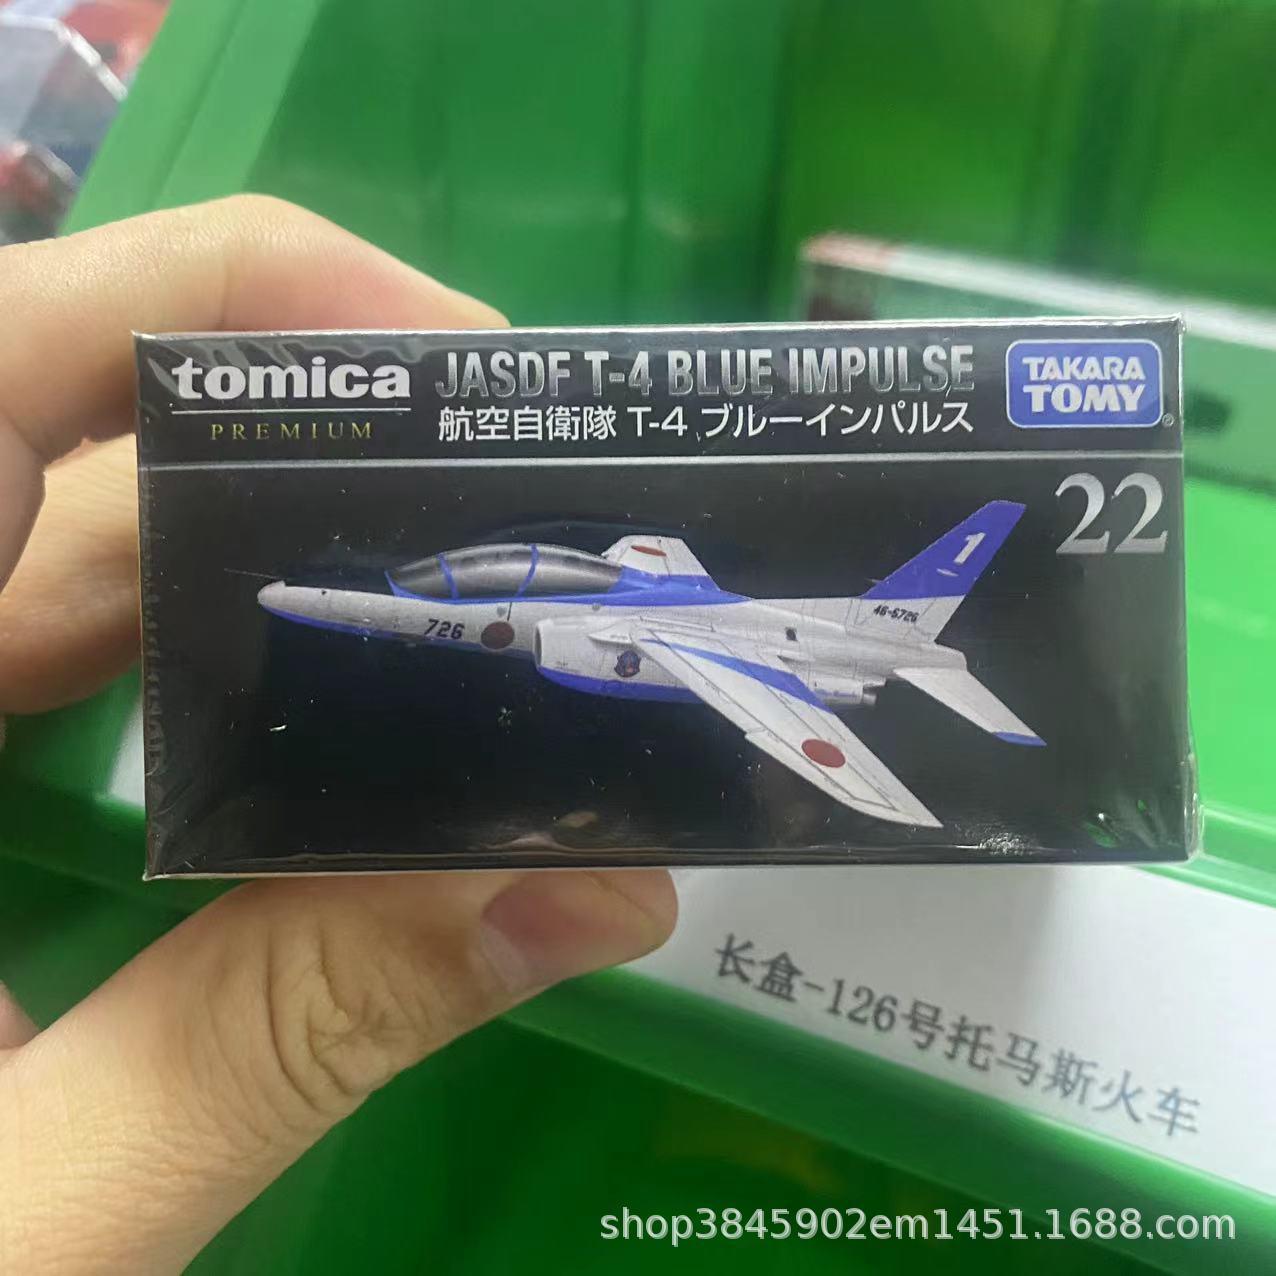 tomica
PREMIUM
JASDF T-4 BLUE IMPULSE
航空自衛隊 T-4 ブルーインパルス
TAKARA
TOMY
22
1
46-5726
726
长盒-126号托马斯火车
shop3845902em1451.1688.com